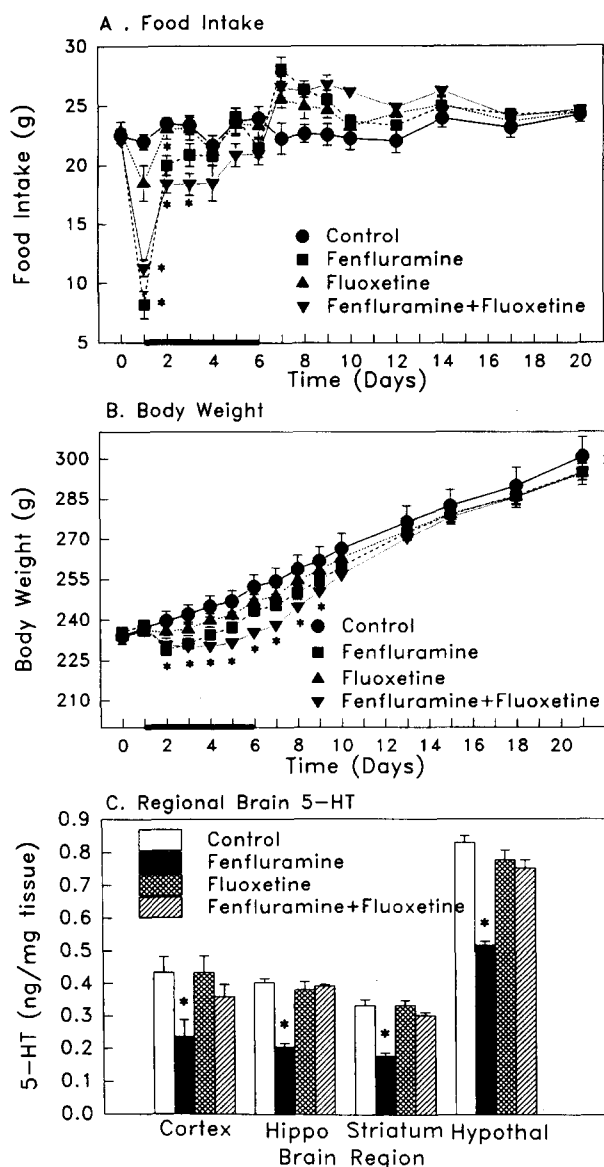 A . Food Intake
30
25
20
15
10
5
Food Intake (g)
* * * * *
Control
Fenfluramine
Fluoxetine
Fenfluramine+Fluoxetine
0 2 4 6 8 10 12 14 16 18 20
Time (Days)
B. Body Weight
300
285
270
255
240
225
210
Body Weight (g)
* * * * * * * *
Control
Fenfluramine
Fluoxetine
Fenfluramine+Fluoxetine
0 2 4 6 8 10 12 14 16 18 20
Time (Days)
C. Regional Brain 5-HT
0.9
0.8
0.7
0.6
0.5
0.4
0.3
0.2
0.1
0.0
5-HT (ng/mg tissue)
Control
Fenfluramine
Fluoxetine
Fenfluramine+Fluoxetine
* * * *
Cortex Hippo Striatum Hypothal
Brain Region